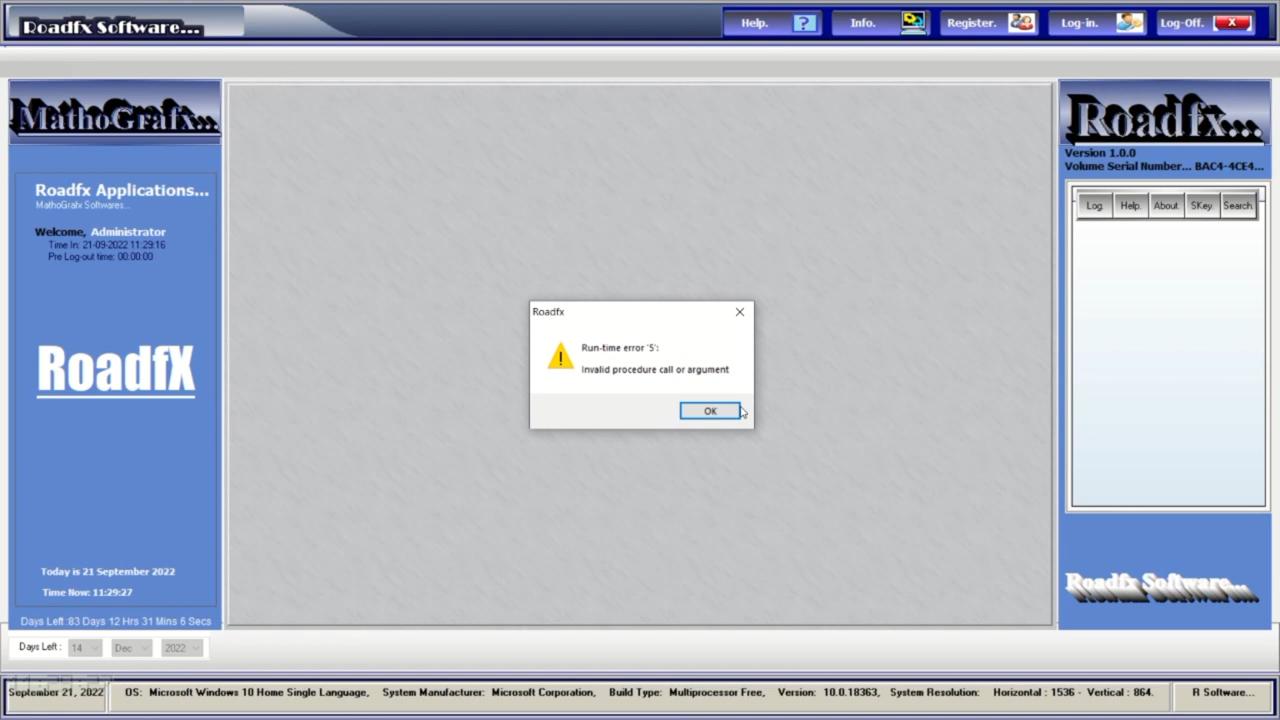 Roadfx Software...
Help.
Info.
Register.
Log-in.
Log-Off.
MathoGrafx...
Roadfx Applications...
MathoGrafx Softwares...
Welcome, Administrator
Time In: 21-09-2022 11:29:16
Pre Log-out time: 00:00:00
RoadfX
Today is 21 September 2022
Time Now: 11:29:27
Days Left :83 Days 12 Hrs 31 Mins 6 Secs
Days Left : 14 Dec 2022
Roadfx
Run-time error '5':
Invalid procedure call or argument
OK
Roadfx...
Version 1.0.0
Volume Serial Number... BAC4-4CE4...
Log. Help. About. SKey. Search.
Roadfx Software...
September 21, 2022 OS: Microsoft Windows 10 Home Single Language, System Manufacturer: Microsoft Corporation, Build Type: Multiprocessor Free, Version: 10.0.18363, System Resolution: Horizontal : 1536 - Vertical : 864. R Software...